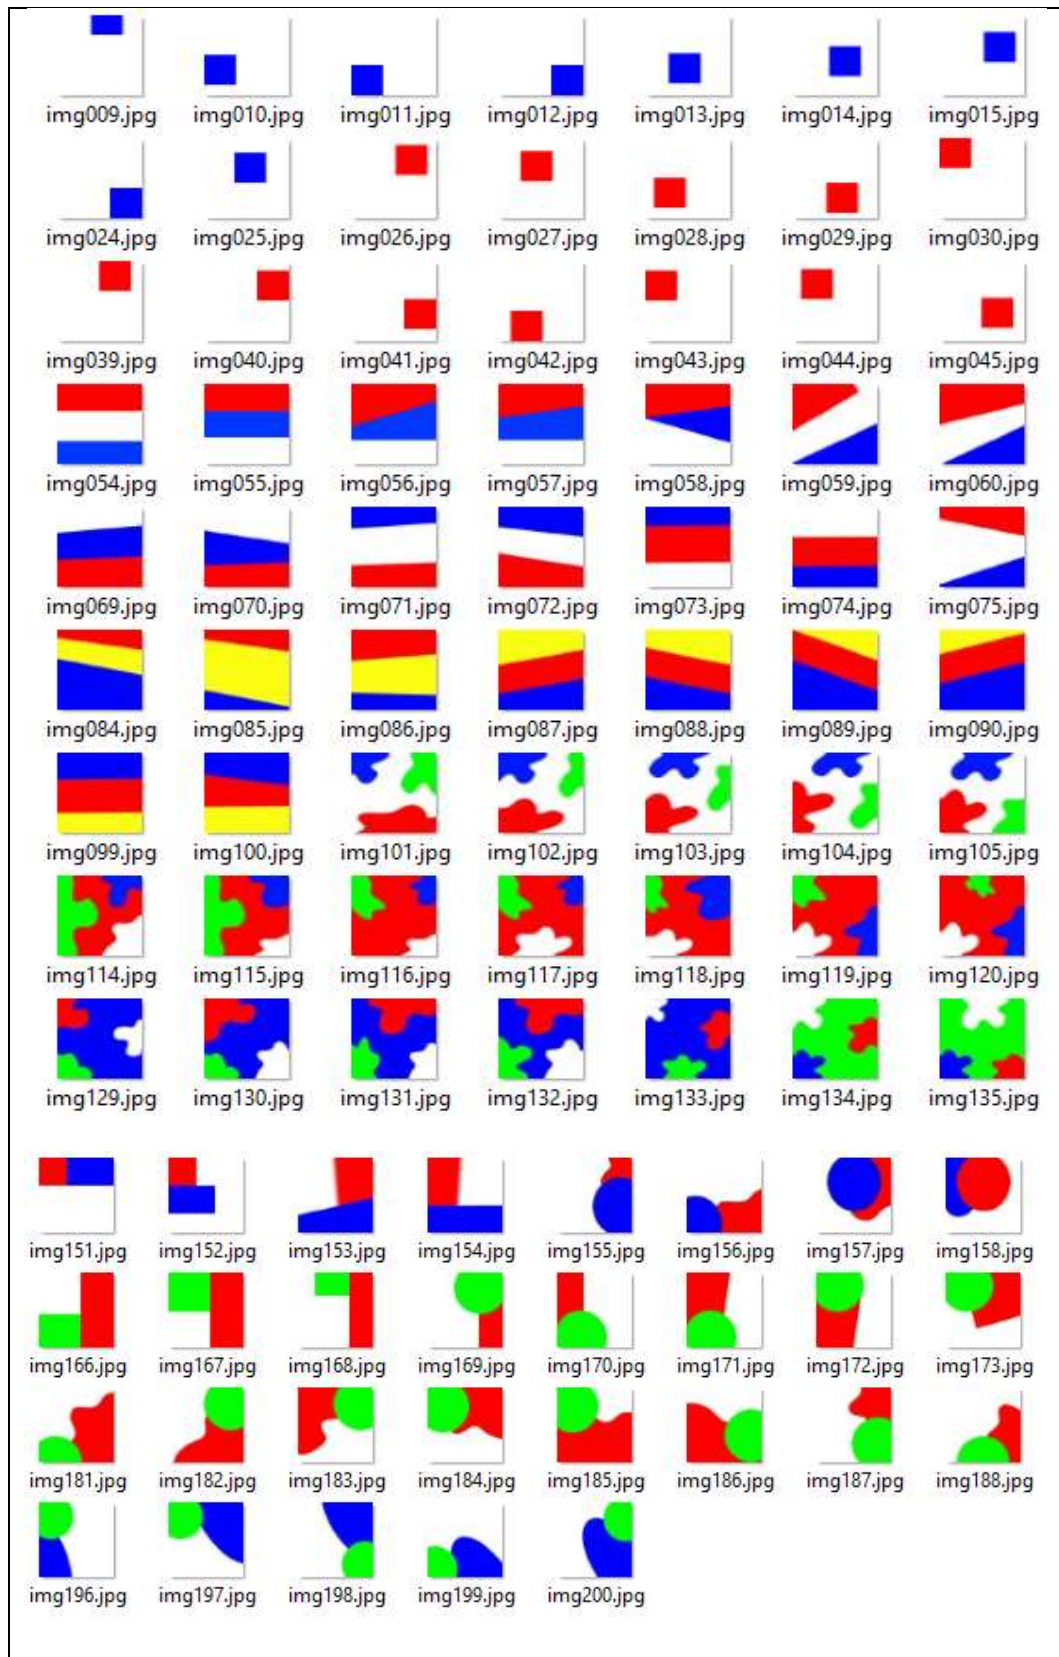 img009.jpg img010.jpg img011.jpg img012.jpg img013.jpg img014.jpg img015.jpg
img024.jpg img025.jpg img026.jpg img027.jpg img028.jpg img029.jpg img030.jpg
img039.jpg img040.jpg img041.jpg img042.jpg img043.jpg img044.jpg img045.jpg
img054.jpg img055.jpg img056.jpg img057.jpg img058.jpg img059.jpg img060.jpg
img069.jpg img070.jpg img071.jpg img072.jpg img073.jpg img074.jpg img075.jpg
img084.jpg img085.jpg img086.jpg img087.jpg img088.jpg img089.jpg img090.jpg
img099.jpg img100.jpg img101.jpg img102.jpg img103.jpg img104.jpg img105.jpg
img114.jpg img115.jpg img116.jpg img117.jpg img118.jpg img119.jpg img120.jpg
img129.jpg img130.jpg img131.jpg img132.jpg img133.jpg img134.jpg img135.jpg
img151.jpg img152.jpg img153.jpg img154.jpg img155.jpg img156.jpg img157.jpg img158.jpg
img166.jpg img167.jpg img168.jpg img169.jpg img170.jpg img171.jpg img172.jpg img173.jpg
img181.jpg img182.jpg img183.jpg img184.jpg img185.jpg img186.jpg img187.jpg img188.jpg
img196.jpg img197.jpg img198.jpg img199.jpg img200.jpg